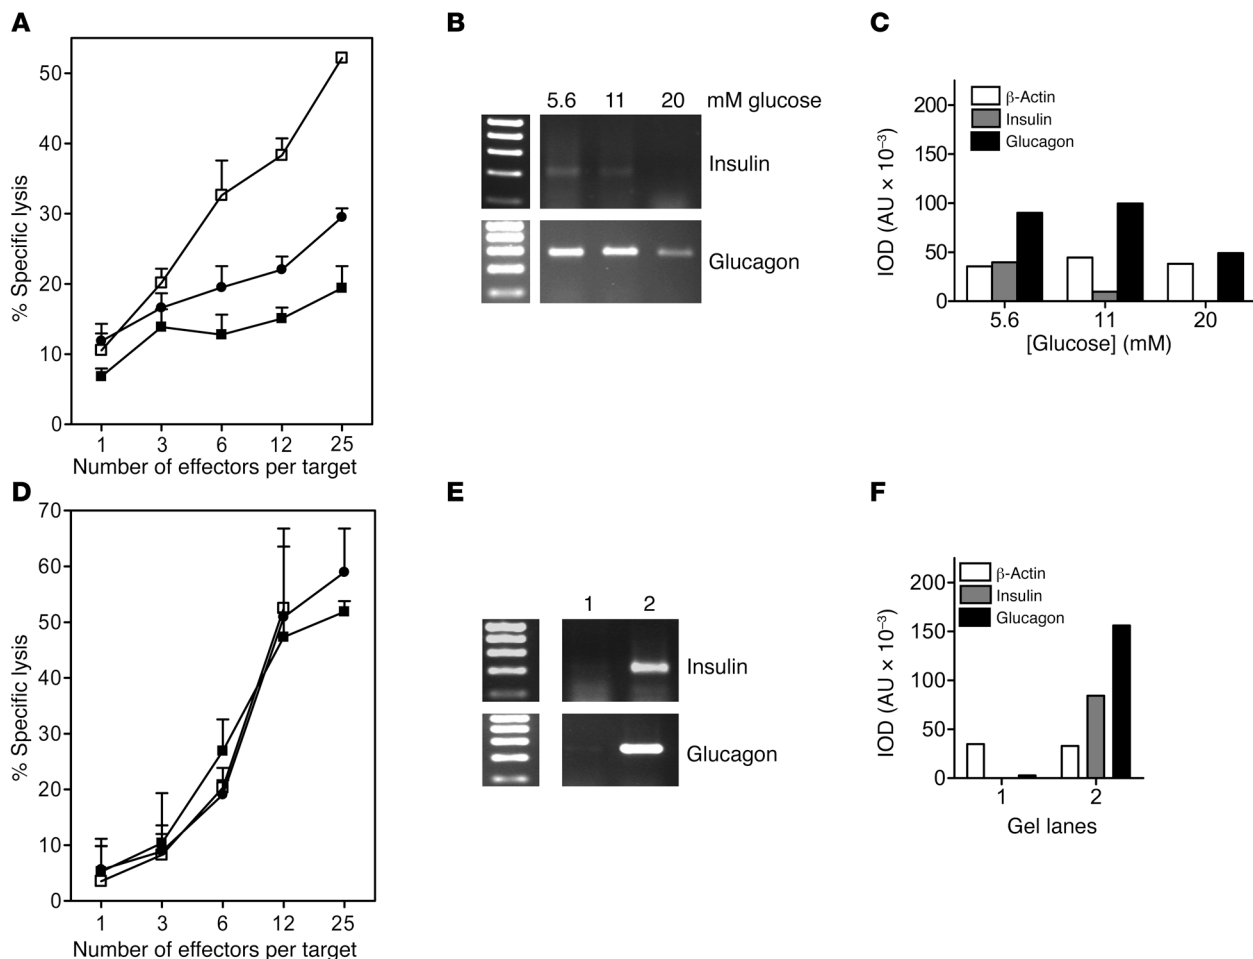 A
% Specific lysis
50
40
30
20
10
0
1 3 6 12 25
Number of effectors per target
B
5.6 11 20 mM glucose
Insulin
Glucagon
C
IOD (AU × 10⁻³)
200
150
100
50
0
β-Actin
Insulin
Glucagon
5.6 11 20
[Glucose] (mM)
D
% Specific lysis
70
60
50
40
30
20
10
0
1 3 6 12 25
Number of effectors per target
E
1 2
Insulin
Glucagon
F
IOD (AU × 10⁻³)
200
150
100
50
0
β-Actin
Insulin
Glucagon
1 2
Gel lanes